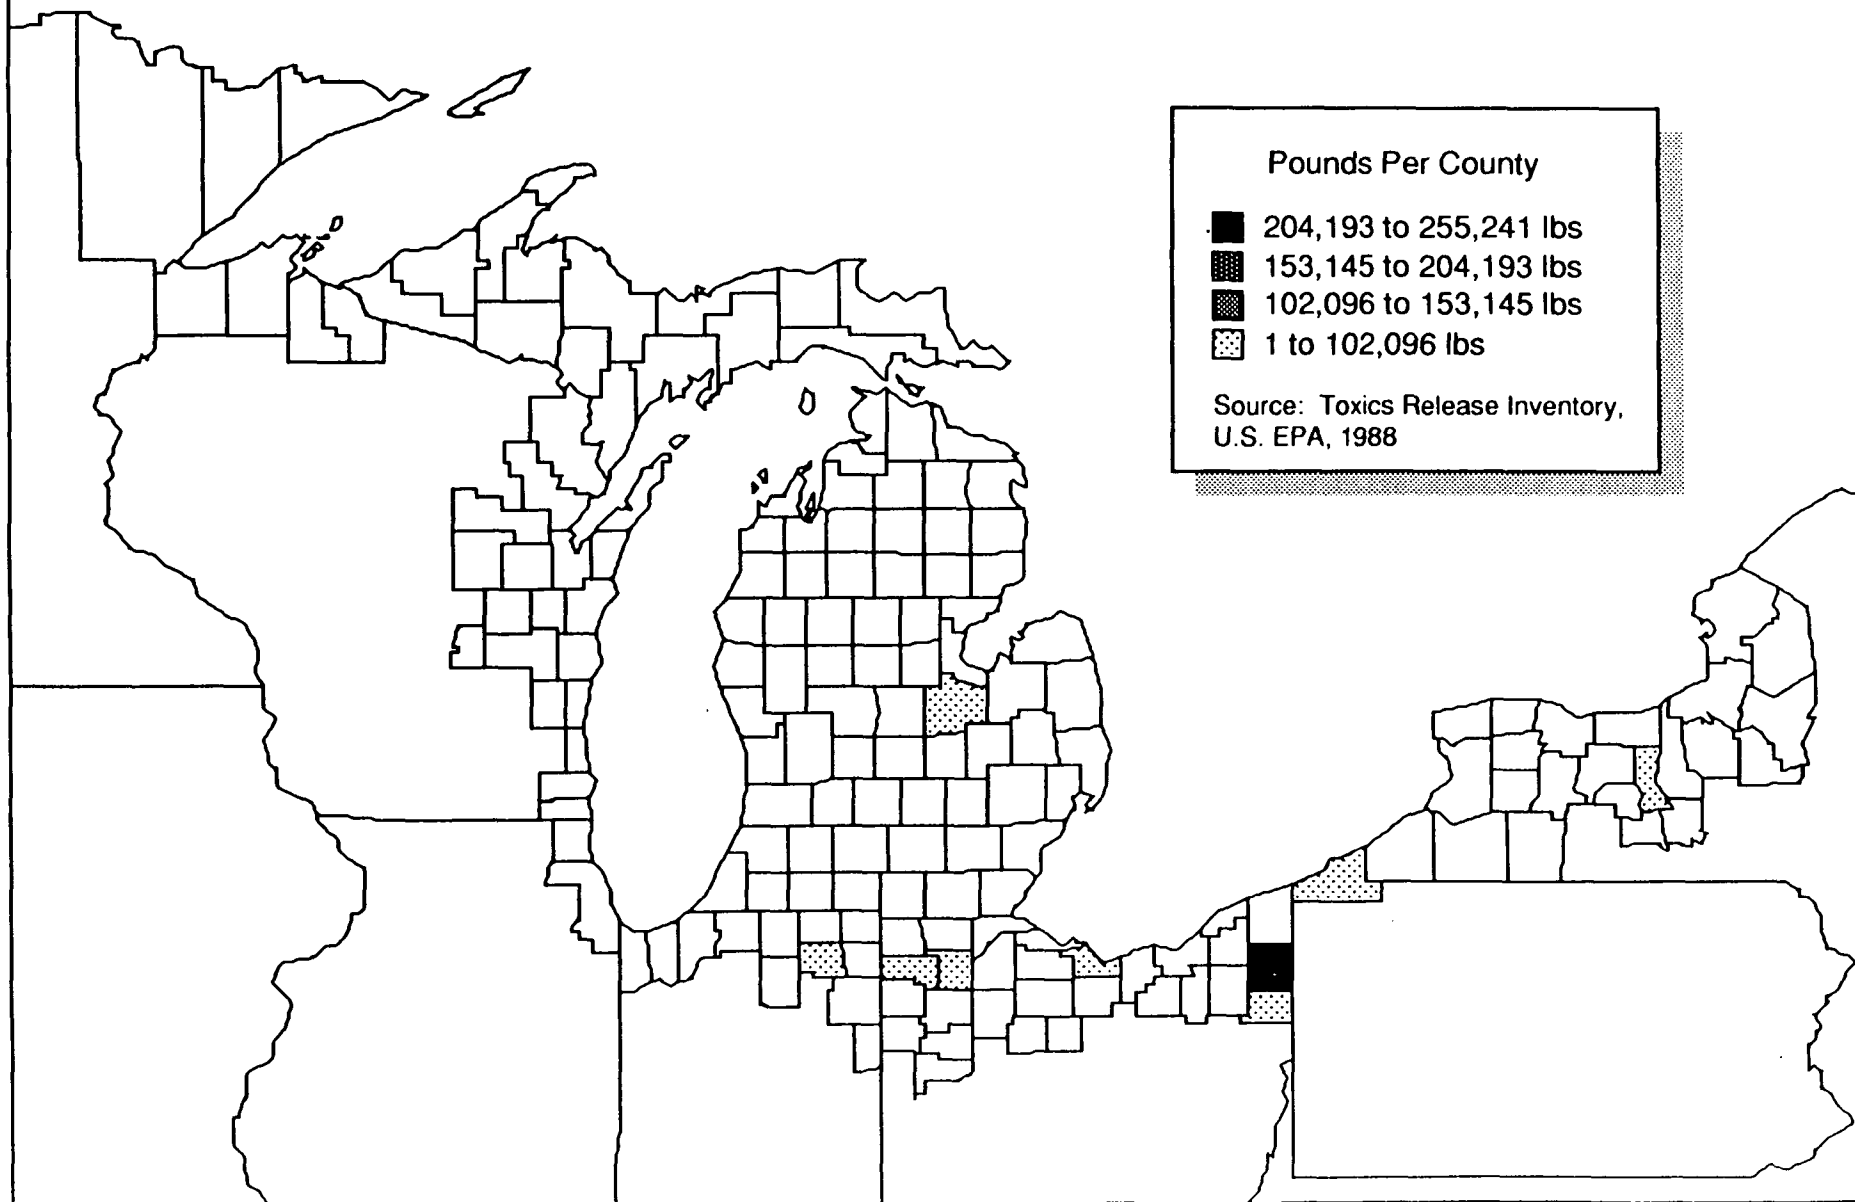 Pounds Per County
204,193 to 255,241 lbs
153,145 to 204,193 lbs
102,096 to 153,145 lbs
1 to 102,096 lbs
Source: Toxics Release Inventory,
U.S. EPA, 1988